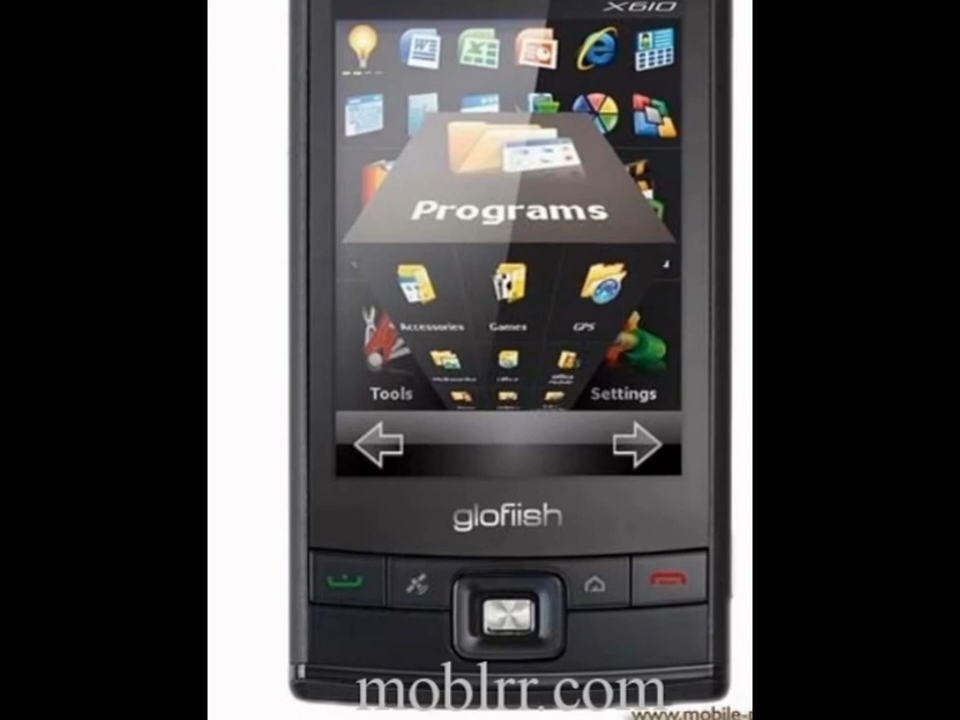 X610
Programs
Accessories Games GPS
Tools Settings
glofiish
moblrr.com
www.mobile-